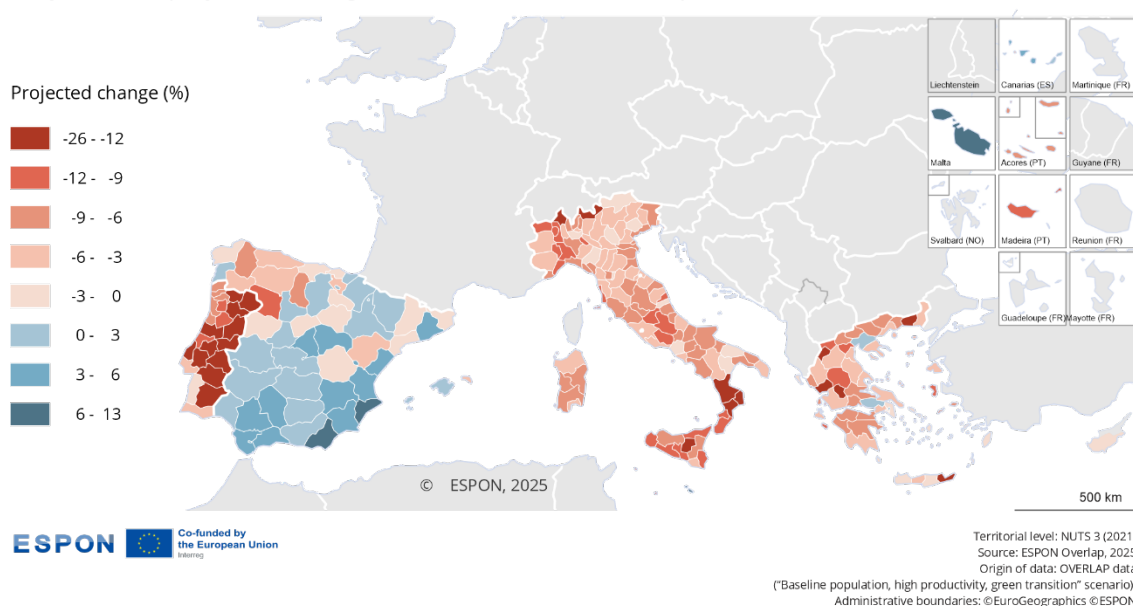 Projected change (%)
-26 - -12
-12 - -9
-9 - -6
-6 - -3
-3 - 0
0 - 3
3 - 6
6 - 13
Liechtenstein
Canarias (ES)
Martinique (FR)
Malta
Acores (PT)
Guyane (FR)
Svalbard (NO)
Madeira (PT)
Reunion (FR)
Guadeloupe (FR)
Mayotte (FR)
© ESPON, 2025
500 km
ESPON
Co-funded by
the European Union
Interreg
Territorial level: NUTS 3 (2021
Source: ESPON Overlap, 2025
Origin of data: OVERLAP data
("Baseline population, high productivity, green transition" scenario)
Administrative boundaries: ©EuroGeographics ©ESPON